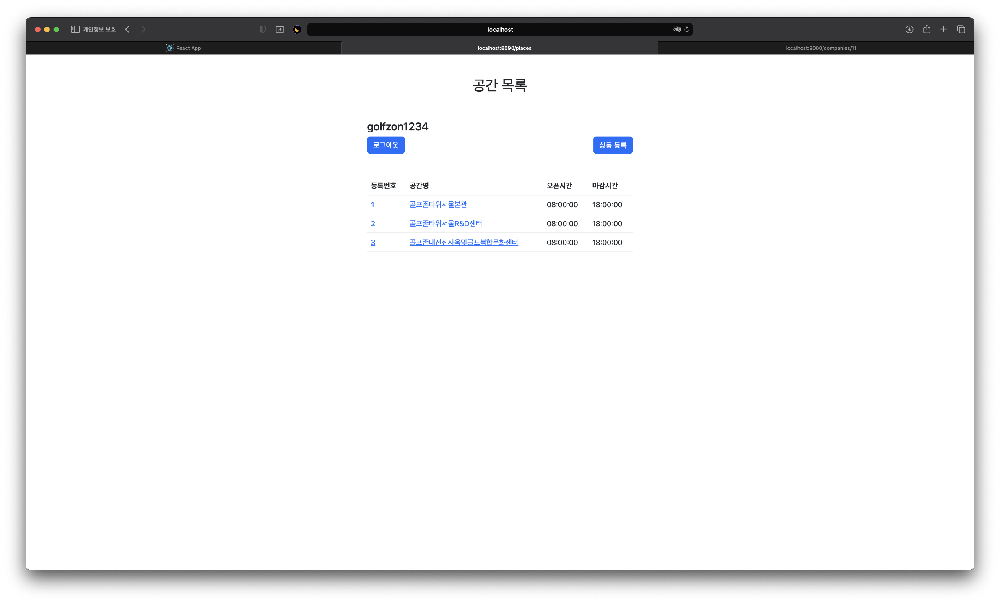 개인정보 보호
localhost
React App
localhost:8090/places
localhost:9000/companies/11
공간 목록
golfzon1234
로그아웃
상품 등록
등록번호 공간명 오픈시간 마감시간
1 골프존타워서울본관 08:00:00 18:00:00
2 골프존타워서울R&D센터 08:00:00 18:00:00
3 골프존대전신사옥및골프복합문화센터 08:00:00 18:00:00